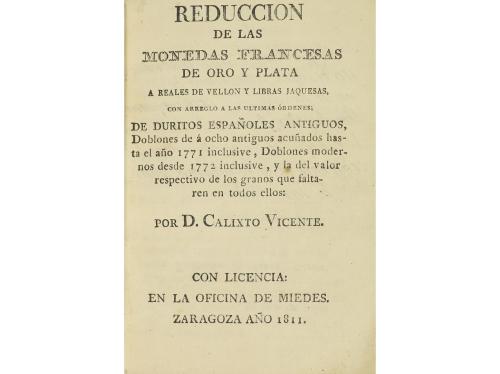 REDUCCION
DE LAS
MONEDAS FRANCESAS
DE ORO Y PLATA
A REALES DE VELLON Y LIBRAS JAQUESAS,
CON ARREGLO A LAS ULTIMAS ÓRDENES;
DE DURITOS ESPAÑOLES ANTIGUOS,
Doblones de á ocho antiguos acuñados has-
ta el año 1771 inclusive, Doblones moder-
nos desde 1772 inclusive, y la del valor
respectivo de los granos que falta-
ren en todos ellos:
POR D. CALIXTO VICENTE.
CON LICENCIA:
EN LA OFICINA DE MIEDES.
ZARAGOZA AÑO 1811.